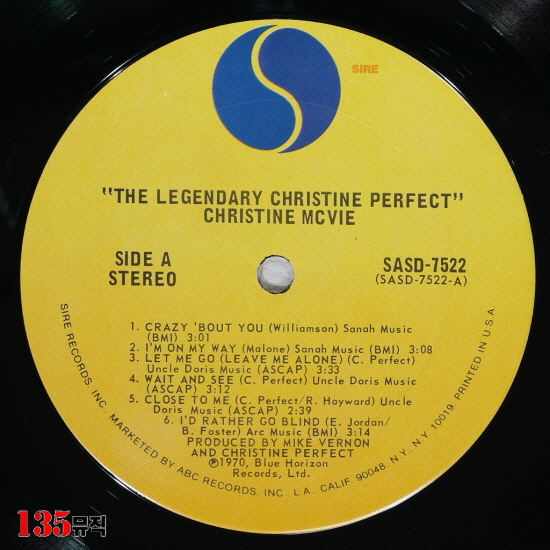 SIRE
"THE LEGENDARY CHRISTINE PERFECT"
CHRISTINE MCVIE
SIDE A
STEREO
SASD-7522
(SASD-7522-A)
1. CRAZY 'BOUT YOU (Williamson) Sanah Music
(BMI) 3:01
2. I'M ON MY WAY (Malone) Sanah Music (BMI) 3:08
3. LET ME GO (LEAVE ME ALONE) (C. Perfect)
Uncle Doris Music (ASCAP) 3:33
4. WAIT AND SEE (C. Perfect) Uncle Doris Music
(ASCAP) 3:12
5. CLOSE TO ME (C. Perfect/R. Hayward) Uncle
Doris Music (ASCAP) 2:39
6. I'D RATHER GO BLIND (E. Jordan/
B. Foster) Arc Music (BMI) 3:14
PRODUCED BY MIKE VERNON
AND CHRISTINE PERFECT
℗1970, Blue Horizon
Records, Ltd.
SIRE RECORDS, INC. MARKETED BY ABC RECORDS, INC., L.A., CALIF. 90048, N.Y., N.Y. 10019. PRINTED IN U.S.A.
135뮤직